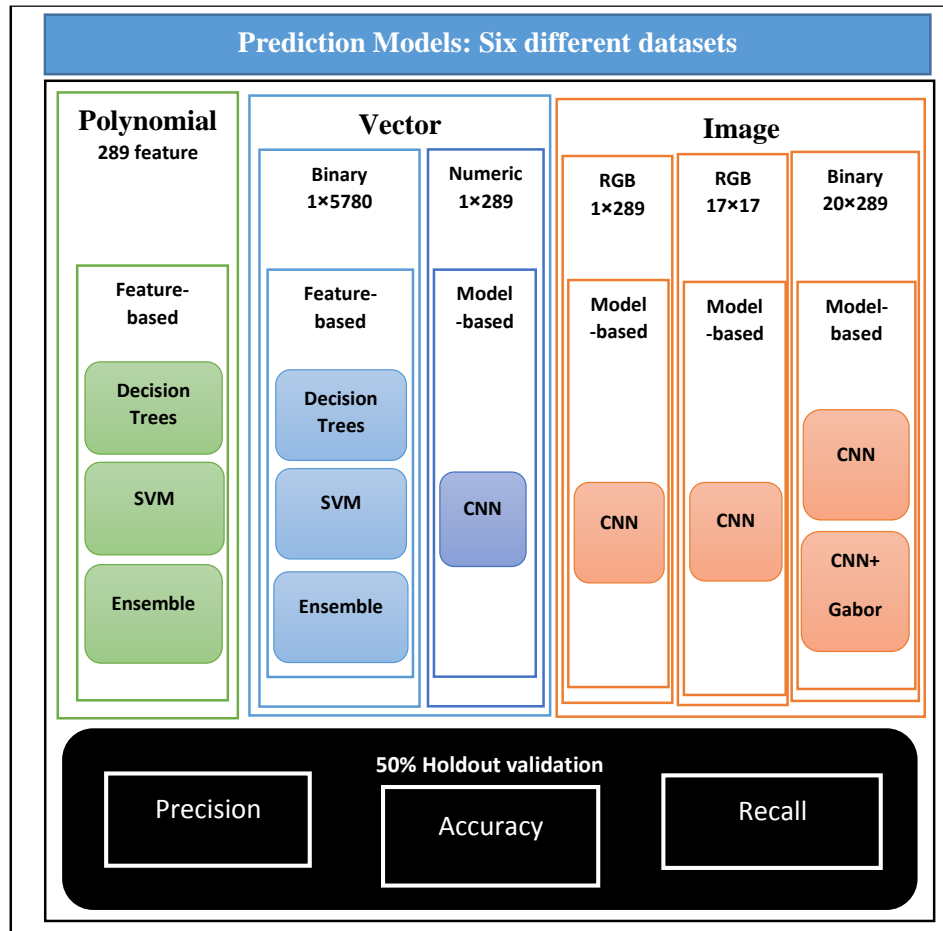 Prediction Models: Six different datasets
Polynomial
289 feature
Feature-
based
Decision
Trees
SVM
Ensemble
Vector
Binary
1×5780
Feature-
based
Decision
Trees
SVM
Ensemble
Numeric
1×289
Model
-based
CNN
Image
RGB
1×289
Model
-based
CNN
RGB
17×17
Model
-based
CNN
Binary
20×289
Model-
based
CNN
CNN+
Gabor
50% Holdout validation
Precision
Accuracy
Recall